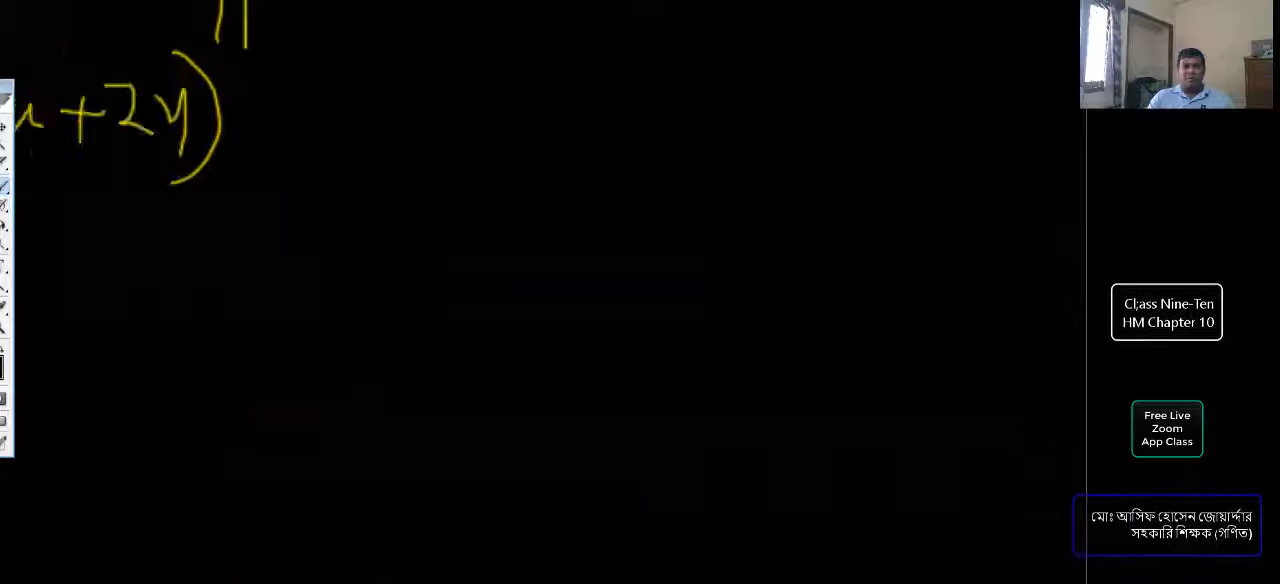 x + 2y)
Cl;ass Nine-Ten
HM Chapter 10
Free Live
Zoom
App Class
মোঃ আসিফ হোসেন জোয়ার্দ্দার
সহকারি শিক্ষক (গণিত)